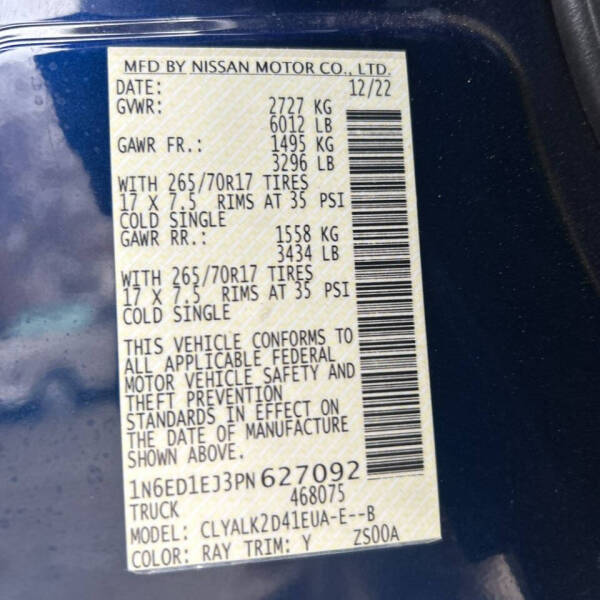 MFD BY NISSAN MOTOR CO., LTD.
DATE: 12/22
GVWR: 2727 KG
6012 LB
GAWR FR.: 1495 KG
3296 LB
WITH 265/70R17 TIRES
17 X 7.5 RIMS AT 35 PSI
COLD SINGLE
GAWR RR.: 1558 KG
3434 LB
WITH 265/70R17 TIRES
17 X 7.5 RIMS AT 35 PSI
COLD SINGLE
THIS VEHICLE CONFORMS TO
ALL APPLICABLE FEDERAL
MOTOR VEHICLE SAFETY AND
THEFT PREVENTION
STANDARDS IN EFFECT ON
THE DATE OF MANUFACTURE
SHOWN ABOVE.
1N6ED1EJ3PN627092
TRUCK 468075
MODEL: CLYALK2D41EUA-E--B
COLOR: RAY TRIM: Y ZS00A